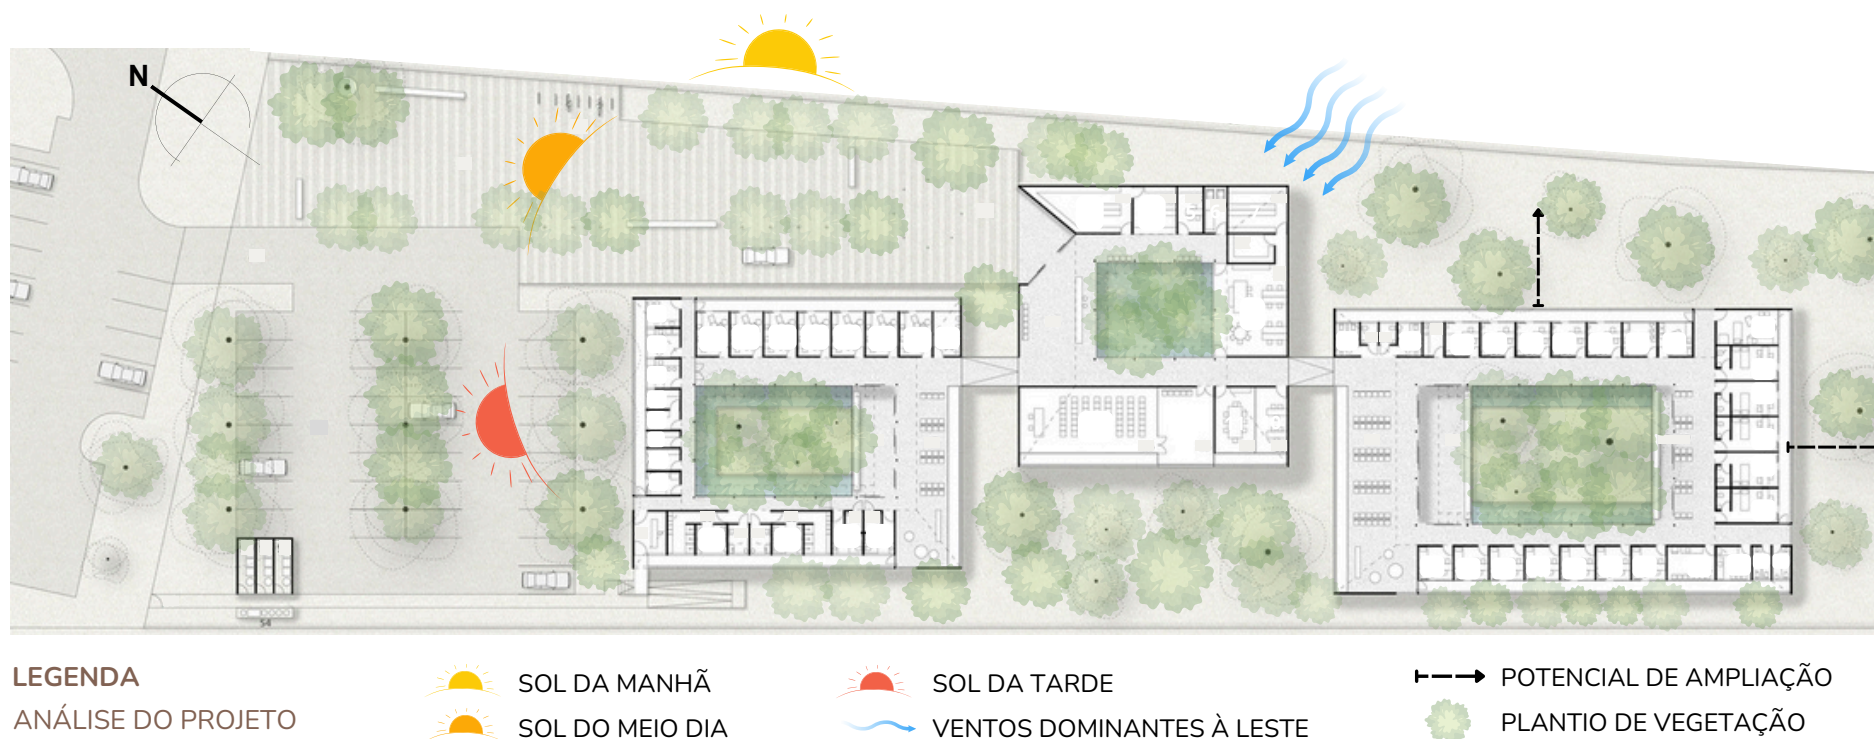 N
LEGENDA
ANÁLISE DO PROJETO
SOL DA MANHÃ
SOL DO MEIO DIA
SOL DA TARDE
VENTOS DOMINANTES À LESTE
POTENCIAL DE AMPLIAÇÃO
PLANTIO DE VEGETAÇÃO